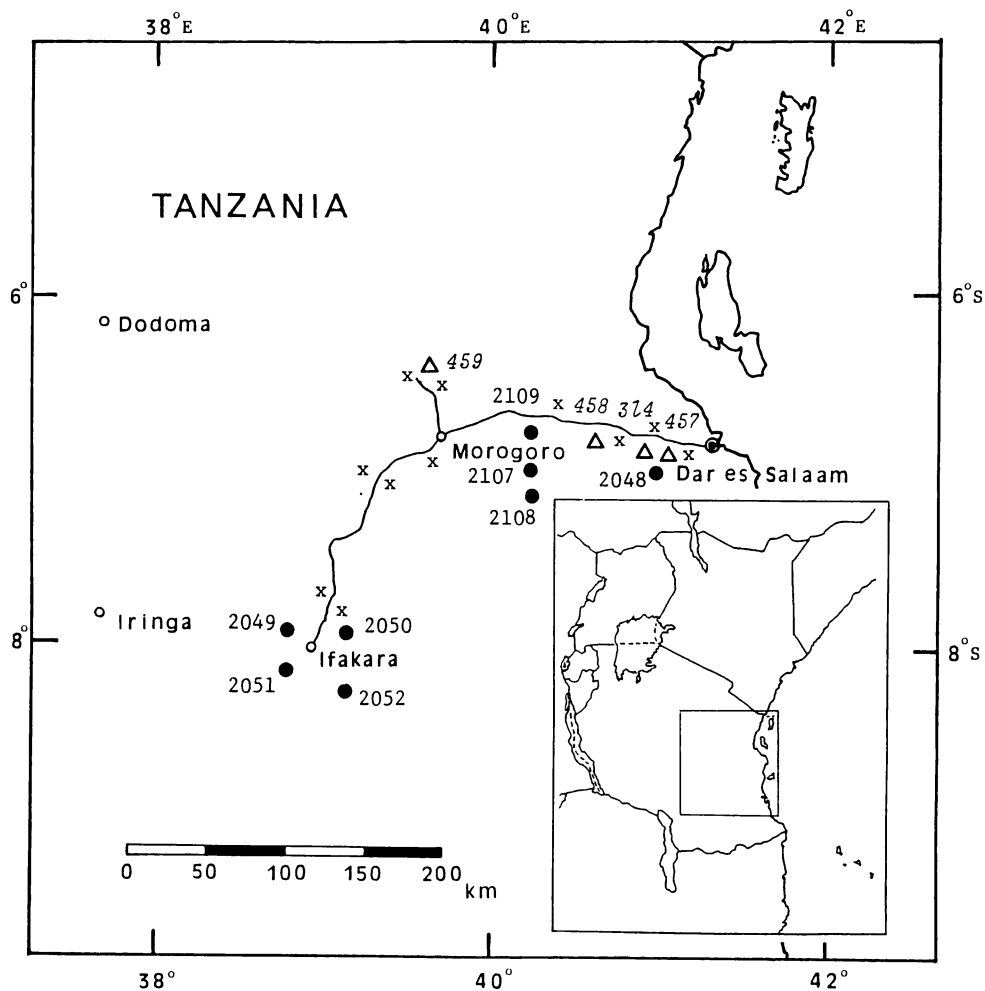 38°E 40°E 42°E
TANZANIA
6° 6°S
Dodoma
459
2109 458 314 457
Morogoro
2107 2048 Dar es Salaam
2108
Iringa 2049 2050
8° 8°S
Ifakara
2051 2052
0 50 100 150 200 km
38° 40° 42°